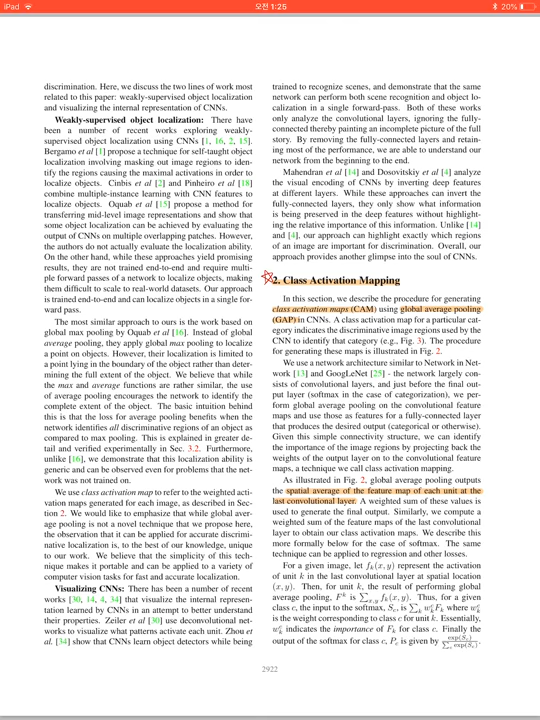 iPad
오전 1:25
20%
discrimination. Here, we discuss the two lines of work most
related to this paper: weakly-supervised object localization
and visualizing the internal representation of CNNs.
Weakly-supervised object localization: There have
been a number of recent works exploring weakly-
supervised object localization using CNNs [1, 16, 2, 15].
Bergamo et al [1] propose a technique for self-taught object
localization involving masking out image regions to iden-
tify the regions causing the maximal activations in order to
localize objects. Cinbis et al [2] and Pinheiro et al [18]
combine multiple-instance learning with CNN features to
localize objects. Oquab et al [15] propose a method for
transferring mid-level image representations and show that
some object localization can be achieved by evaluating the
output of CNNs on multiple overlapping patches. However,
the authors do not actually evaluate the localization ability.
On the other hand, while these approaches yield promising
results, they are not trained end-to-end and require multi-
ple forward passes of a network to localize objects, making
them difficult to scale to real-world datasets. Our approach
is trained end-to-end and can localize objects in a single for-
ward pass.
The most similar approach to ours is the work based on
global max pooling by Oquab et al [16]. Instead of global
average pooling, they apply global max pooling to localize
a point on objects. However, their localization is limited to
a point lying in the boundary of the object rather than deter-
mining the full extent of the object. We believe that while
the max and average functions are rather similar, the use
of average pooling encourages the network to identify the
complete extent of the object. The basic intuition behind
this is that the loss for average pooling benefits when the
network identifies all discriminative regions of an object as
compared to max pooling. This is explained in greater de-
tail and verified experimentally in Sec. 3.2. Furthermore,
unlike [16], we demonstrate that this localization ability is
generic and can be observed even for problems that the net-
work was not trained on.
We use class activation map to refer to the weighted acti-
vation maps generated for each image, as described in Sec-
tion 2. We would like to emphasize that while global aver-
age pooling is not a novel technique that we propose here,
the observation that it can be applied for accurate discrimi-
native localization is, to the best of our knowledge, unique
to our work. We believe that the simplicity of this tech-
nique makes it portable and can be applied to a variety of
computer vision tasks for fast and accurate localization.
Visualizing CNNs: There has been a number of recent
works [30, 14, 4, 34] that visualize the internal represen-
tation learned by CNNs in an attempt to better understand
their properties. Zeiler et al [30] use deconvolutional net-
works to visualize what patterns activate each unit. Zhou et
al. [34] show that CNNs learn object detectors while being
trained to recognize scenes, and demonstrate that the same
network can perform both scene recognition and object lo-
calization in a single forward-pass. Both of these works
only analyze the convolutional layers, ignoring the fully-
connected thereby painting an incomplete picture of the full
story. By removing the fully-connected layers and retain-
ing most of the performance, we are able to understand our
network from the beginning to the end.
Mahendran et al [14] and Dosovitskiy et al [4] analyze
the visual encoding of CNNs by inverting deep features
at different layers. While these approaches can invert the
fully-connected layers, they only show what information
is being preserved in the deep features without highlight-
ing the relative importance of this information. Unlike [14]
and [4], our approach can highlight exactly which regions
of an image are important for discrimination. Overall, our
approach provides another glimpse into the soul of CNNs.
2. Class Activation Mapping
In this section, we describe the procedure for generating
class activation maps (CAM) using global average pooling
(GAP) in CNNs. A class activation map for a particular cat-
egory indicates the discriminative image regions used by the
CNN to identify that category (e.g., Fig. 3). The procedure
for generating these maps is illustrated in Fig. 2.
We use a network architecture similar to Network in Net-
work [13] and GoogLeNet [25] - the network largely con-
sists of convolutional layers, and just before the final out-
put layer (softmax in the case of categorization), we per-
form global average pooling on the convolutional feature
maps and use those as features for a fully-connected layer
that produces the desired output (categorical or otherwise).
Given this simple connectivity structure, we can identify
the importance of the image regions by projecting back the
weights of the output layer on to the convolutional feature
maps, a technique we call class activation mapping.
As illustrated in Fig. 2, global average pooling outputs
the spatial average of the feature map of each unit at the
last convolutional layer. A weighted sum of these values is
used to generate the final output. Similarly, we compute a
weighted sum of the feature maps of the last convolutional
layer to obtain our class activation maps. We describe this
more formally below for the case of softmax. The same
technique can be applied to regression and other losses.
For a given image, let f_k(x, y) represent the activation
of unit k in the last convolutional layer at spatial location
(x, y). Then, for unit k, the result of performing global
average pooling, F^k is ∑_{x,y} f_k(x, y). Thus, for a given
class c, the input to the softmax, S_c, is ∑_k w_k^c F_k where w_k^c
is the weight corresponding to class c for unit k. Essentially,
w_k^c indicates the importance of F_k for class c. Finally the
output of the softmax for class c, P_c is given by exp(S_c) / ∑_c exp(S_c).
2922